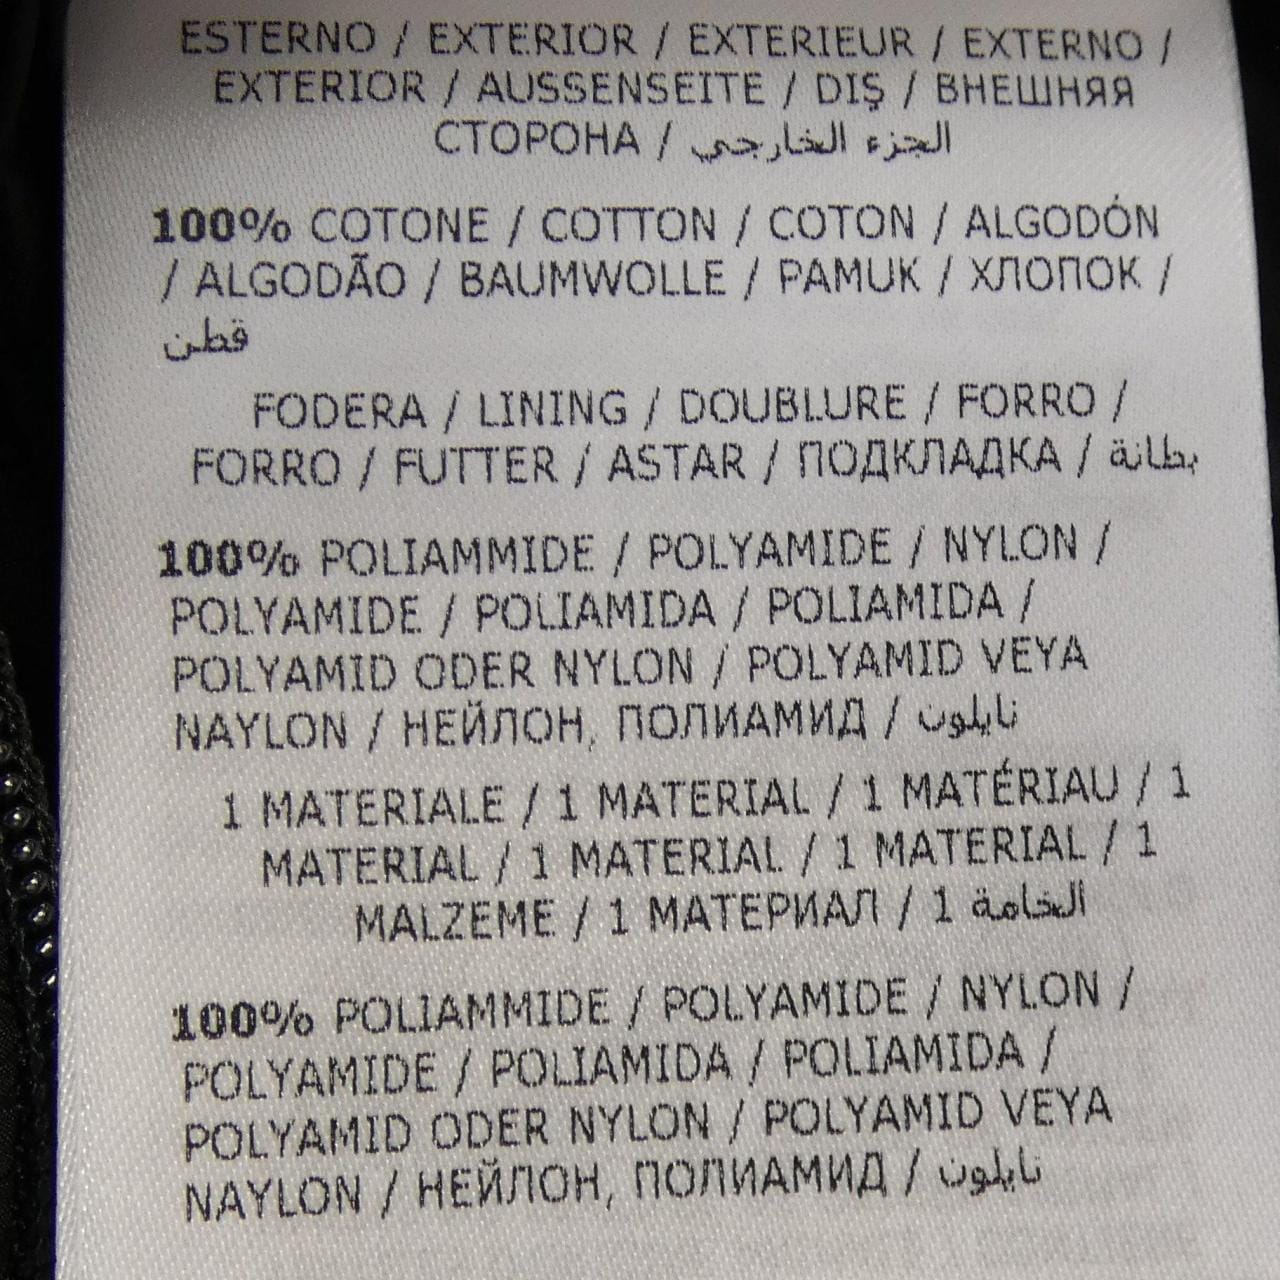 ESTERNO / EXTERIOR / EXTERIEUR / EXTERNO /
EXTERIOR / AUSSENSEITE / DIŞ / ВНЕШНЯЯ
СТОРОНА / الجزء الخارجي
100% COTONE / COTTON / COTON / ALGODÓN
/ ALGODÃO / BAUMWOLLE / PAMUK / ХЛОПОК /
قطن
FODERA / LINING / DOUBLURE / FORRO /
FORRO / FUTTER / ASTAR / ПОДКЛАДКА / بطانة
100% POLIAMMIDE / POLYAMIDE / NYLON /
POLYAMIDE / POLIAMIDA / POLIAMIDA /
POLYAMID ODER NYLON / POLYAMID VEYA
NAYLON / НЕЙЛОН, ПОЛИАМИД / نايلون
1 MATERIALE / 1 MATERIAL / 1 MATÉRIAU / 1
MATERIAL / 1 MATERIAL / 1 MATERIAL / 1
MALZEME / 1 МАТЕРИАЛ / 1 الخامة
100% POLIAMMIDE / POLYAMIDE / NYLON /
POLYAMIDE / POLIAMIDA / POLIAMIDA /
POLYAMID ODER NYLON / POLYAMID VEYA
NAYLON / НЕЙЛОН, ПОЛИАМИД / نايلون